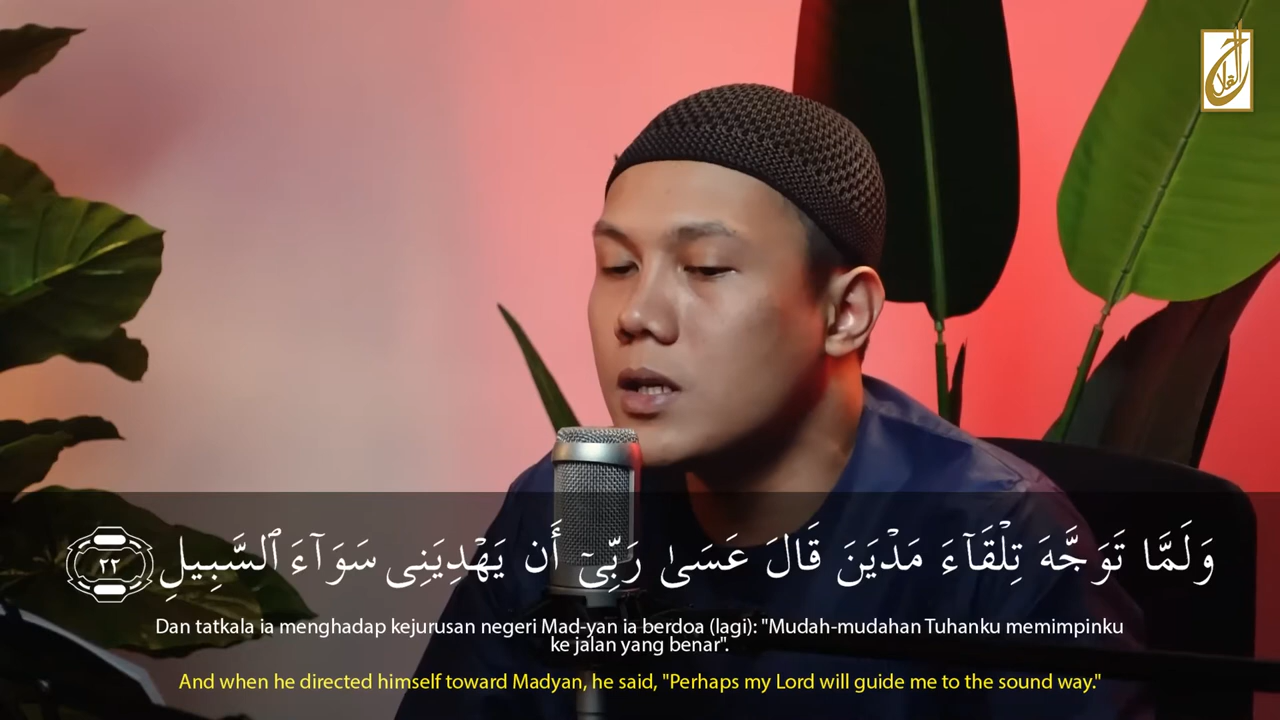 الفلاح
وَلَمَّا تَوَجَّهَ تِلْقَآءَ مَدْيَنَ قَالَ عَسَىٰ رَبِّىٓ أَن يَهْدِيَنِى سَوَآءَ ٱلسَّبِيلِ ٢٢
Dan tatkala ia menghadap kejurusan negeri Mad-yan ia berdoa (lagi): "Mudah-mudahan Tuhanku memimpinku
ke jalan yang benar".
And when he directed himself toward Madyan, he said, "Perhaps my Lord will guide me to the sound way."